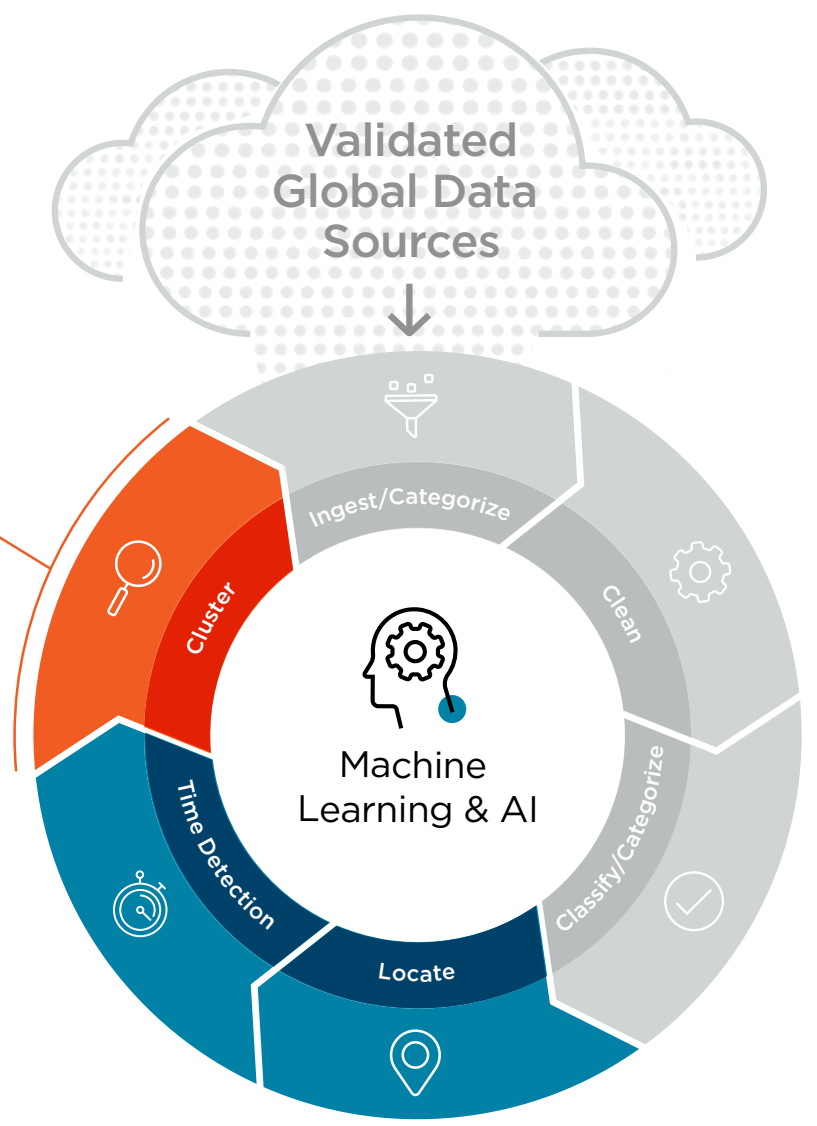 Validated
Global Data
Sources
Ingest/Categorize
Clean
Classify/Categorize
Locate
Time Detection
Cluster
Machine
Learning & AI